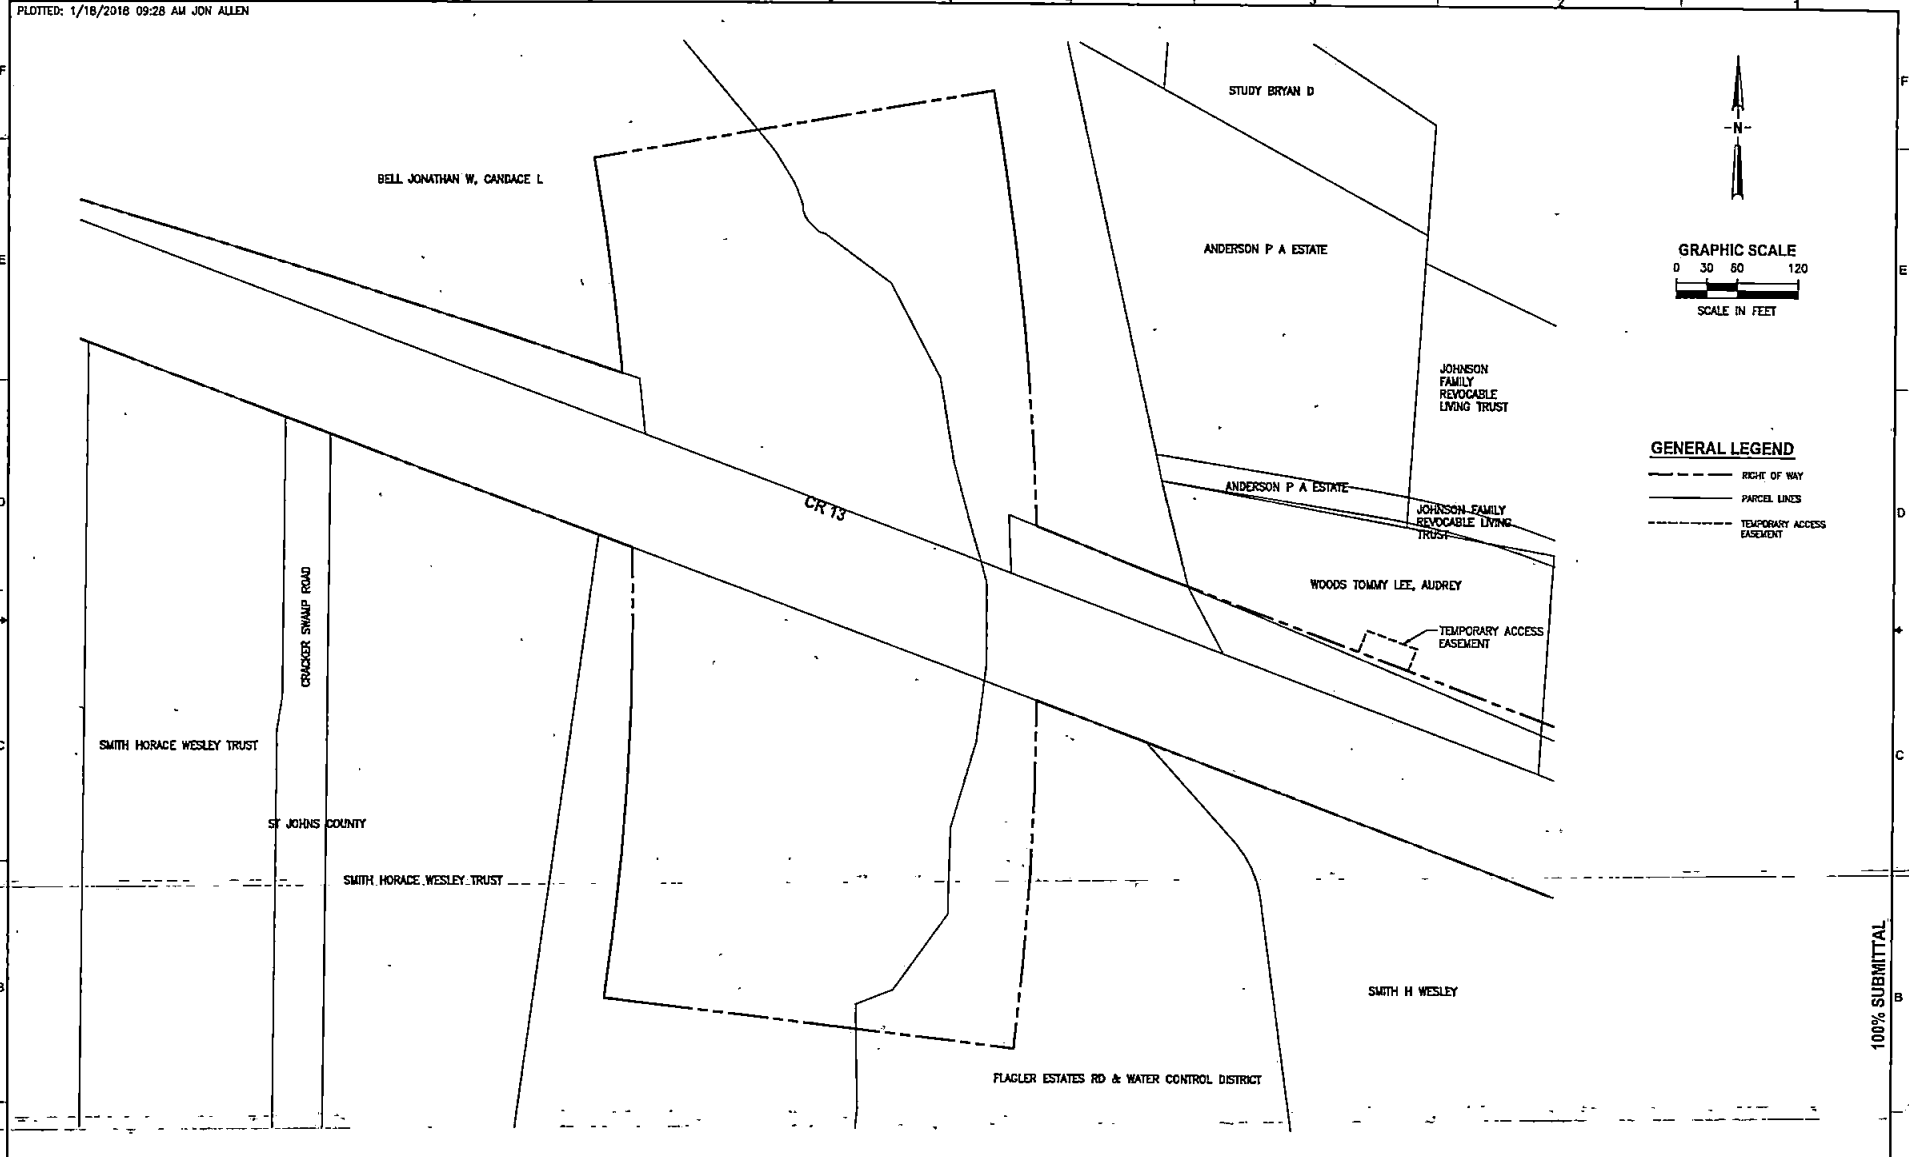 PLOTTED: 1/18/2018 09:28 AM JON ALLEN
3
2
1
F
F
STUDY BRYAN D
-N-
BELL JONATHAN W, CANDACE L
ANDERSON P A ESTATE
GRAPHIC SCALE
0 30 60 120
SCALE IN FEET
E
E
JOHNSON
FAMILY
REVOCABLE
LIVING TRUST
GENERAL LEGEND
RIGHT OF WAY
PARCEL LINES
TEMPORARY ACCESS
EASEMENT
ANDERSON P A ESTATE
CR 13
JOHNSON FAMILY
REVOCABLE LIVING
TRUST
D
D
WOODS TOMMY LEE, AUDREY
TEMPORARY ACCESS
EASEMENT
CRACKER SWAMP ROAD
SMITH HORACE WESLEY TRUST
C
C
ST JOHNS COUNTY
SMITH HORACE WESLEY TRUST
SMITH H WESLEY
B
B
100% SUBMITTAL
FLAGLER ESTATES RD & WATER CONTROL DISTRICT